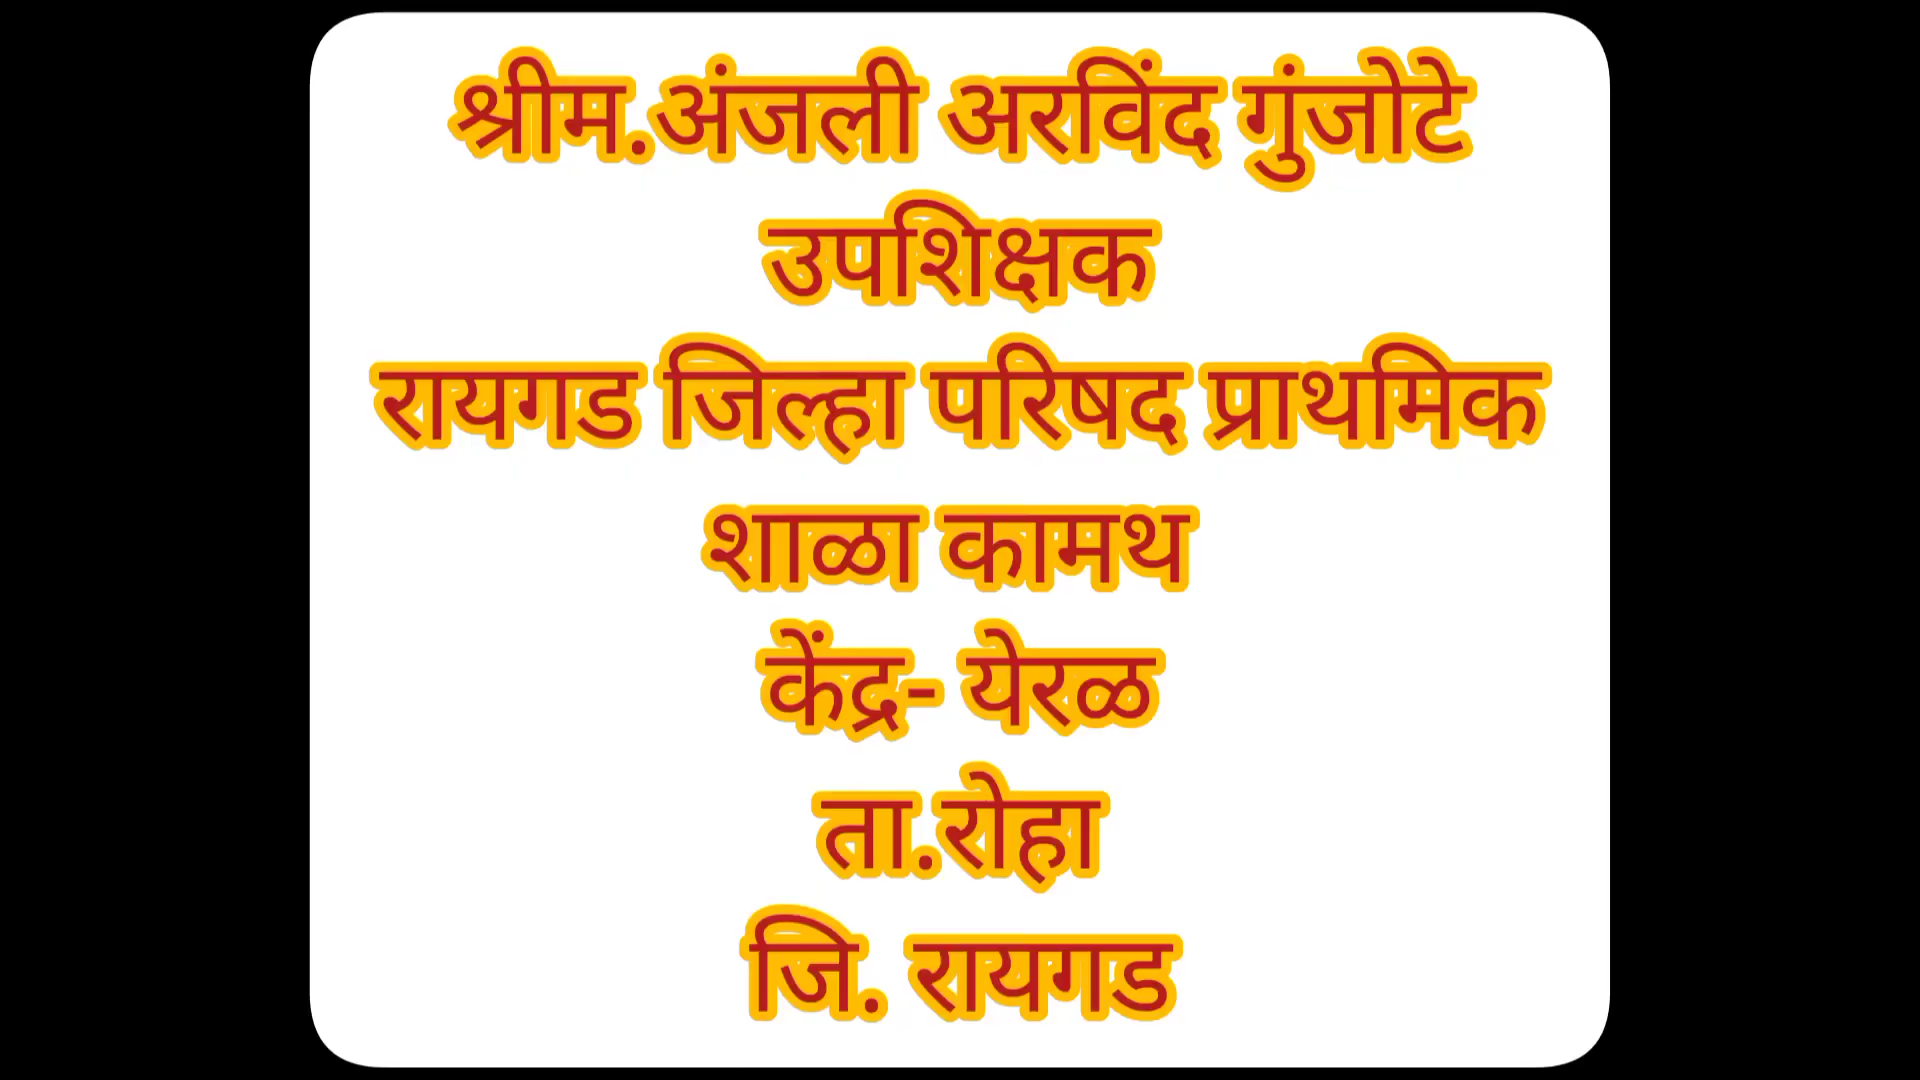 श्रीम.अंजली अरविंद गुंजोटे
उपशिक्षक
रायगड जिल्हा परिषद प्राथमिक
शाळा कामथ
केंद्र- येरळ
ता.रोहा
जि. रायगड